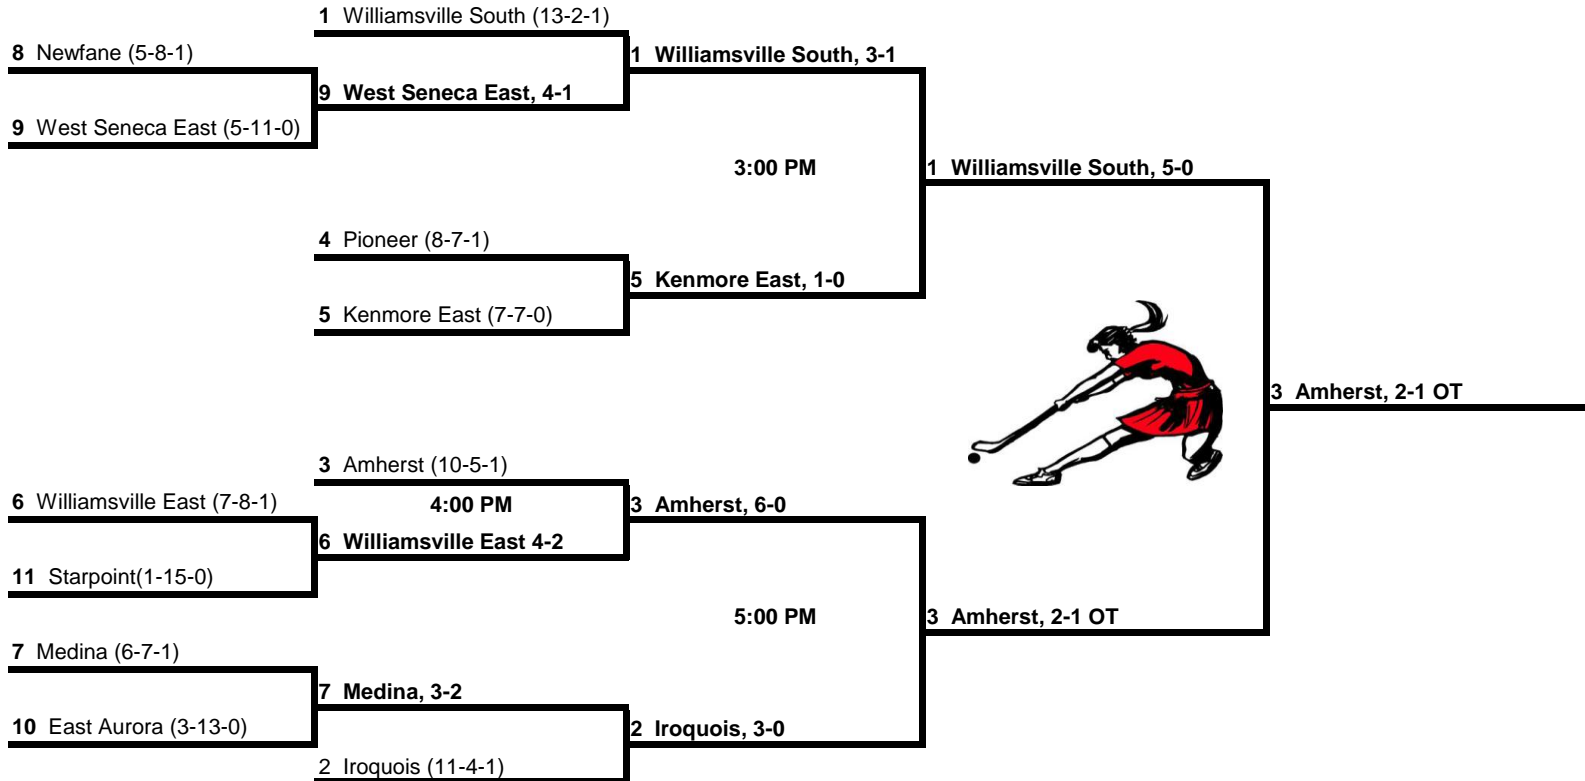 1 Williamsville South (13-2-1)
8 Newfane (5-8-1)
1 Williamsville South, 3-1
9 West Seneca East, 4-1
9 West Seneca East (5-11-0)
3:00 PM
1 Williamsville South, 5-0
4 Pioneer (8-7-1)
5 Kenmore East, 1-0
5 Kenmore East (7-7-0)
3 Amherst, 2-1 OT
3 Amherst (10-5-1)
6 Williamsville East (7-8-1)
4:00 PM
3 Amherst, 6-0
6 Williamsville East 4-2
11 Starpoint(1-15-0)
5:00 PM
3 Amherst, 2-1 OT
7 Medina (6-7-1)
7 Medina, 3-2
10 East Aurora (3-13-0)
2 Iroquois, 3-0
2 Iroquois (11-4-1)